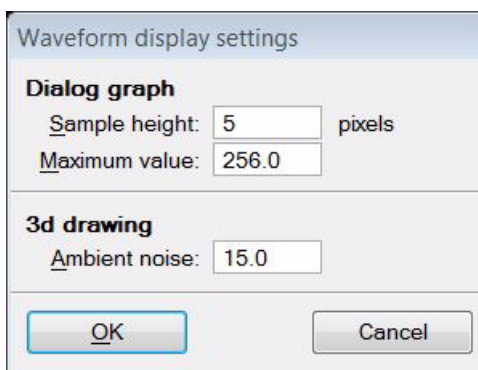 Waveform display settings
Dialog graph
Sample height: 5 pixels
Maximum value: 256.0
3d drawing
Ambient noise: 15.0
OK Cancel